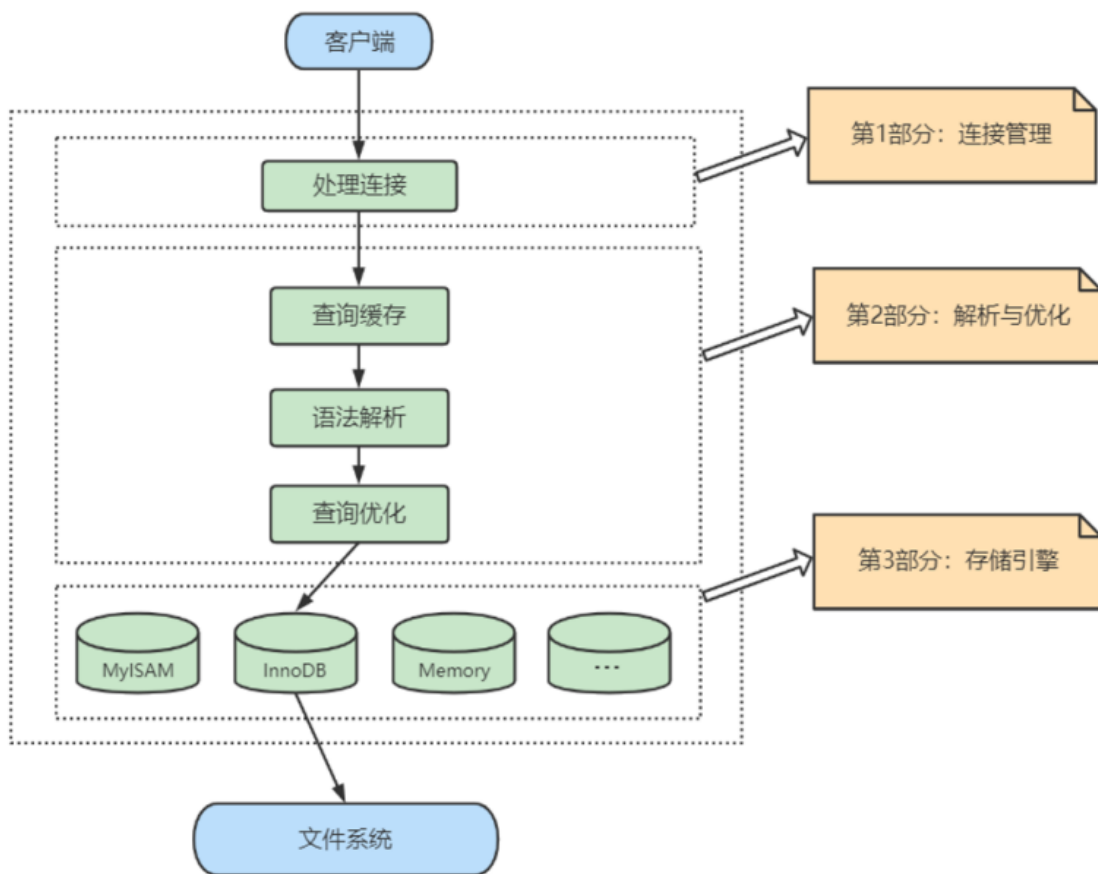 客户端
第1部分：连接管理
处理连接
查询缓存
第2部分：解析与优化
语法解析
查询优化
第3部分：存储引擎
MyISAM
InnoDB
Memory
...
文件系统